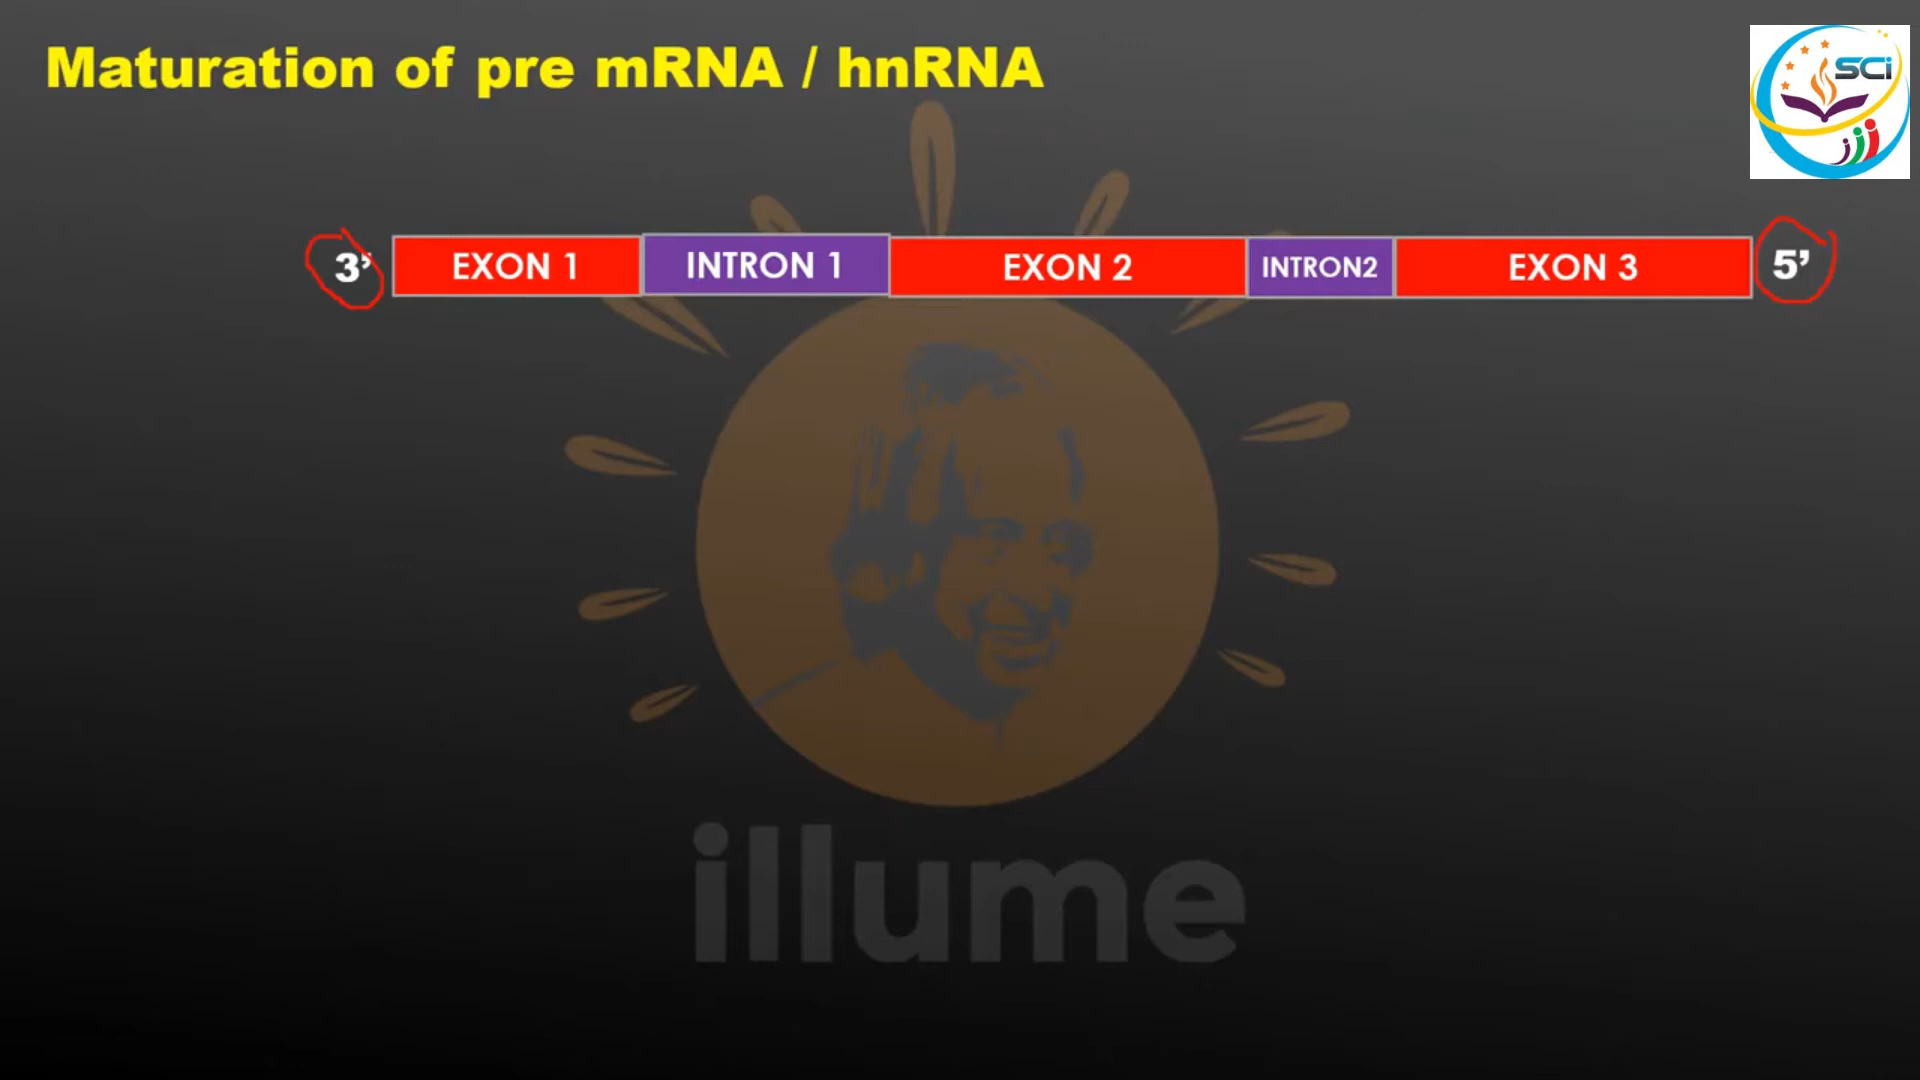 Maturation of pre mRNA / hnRNA
SCi
3’ EXON 1 INTRON 1 EXON 2 INTRON2 EXON 3 5’
illume